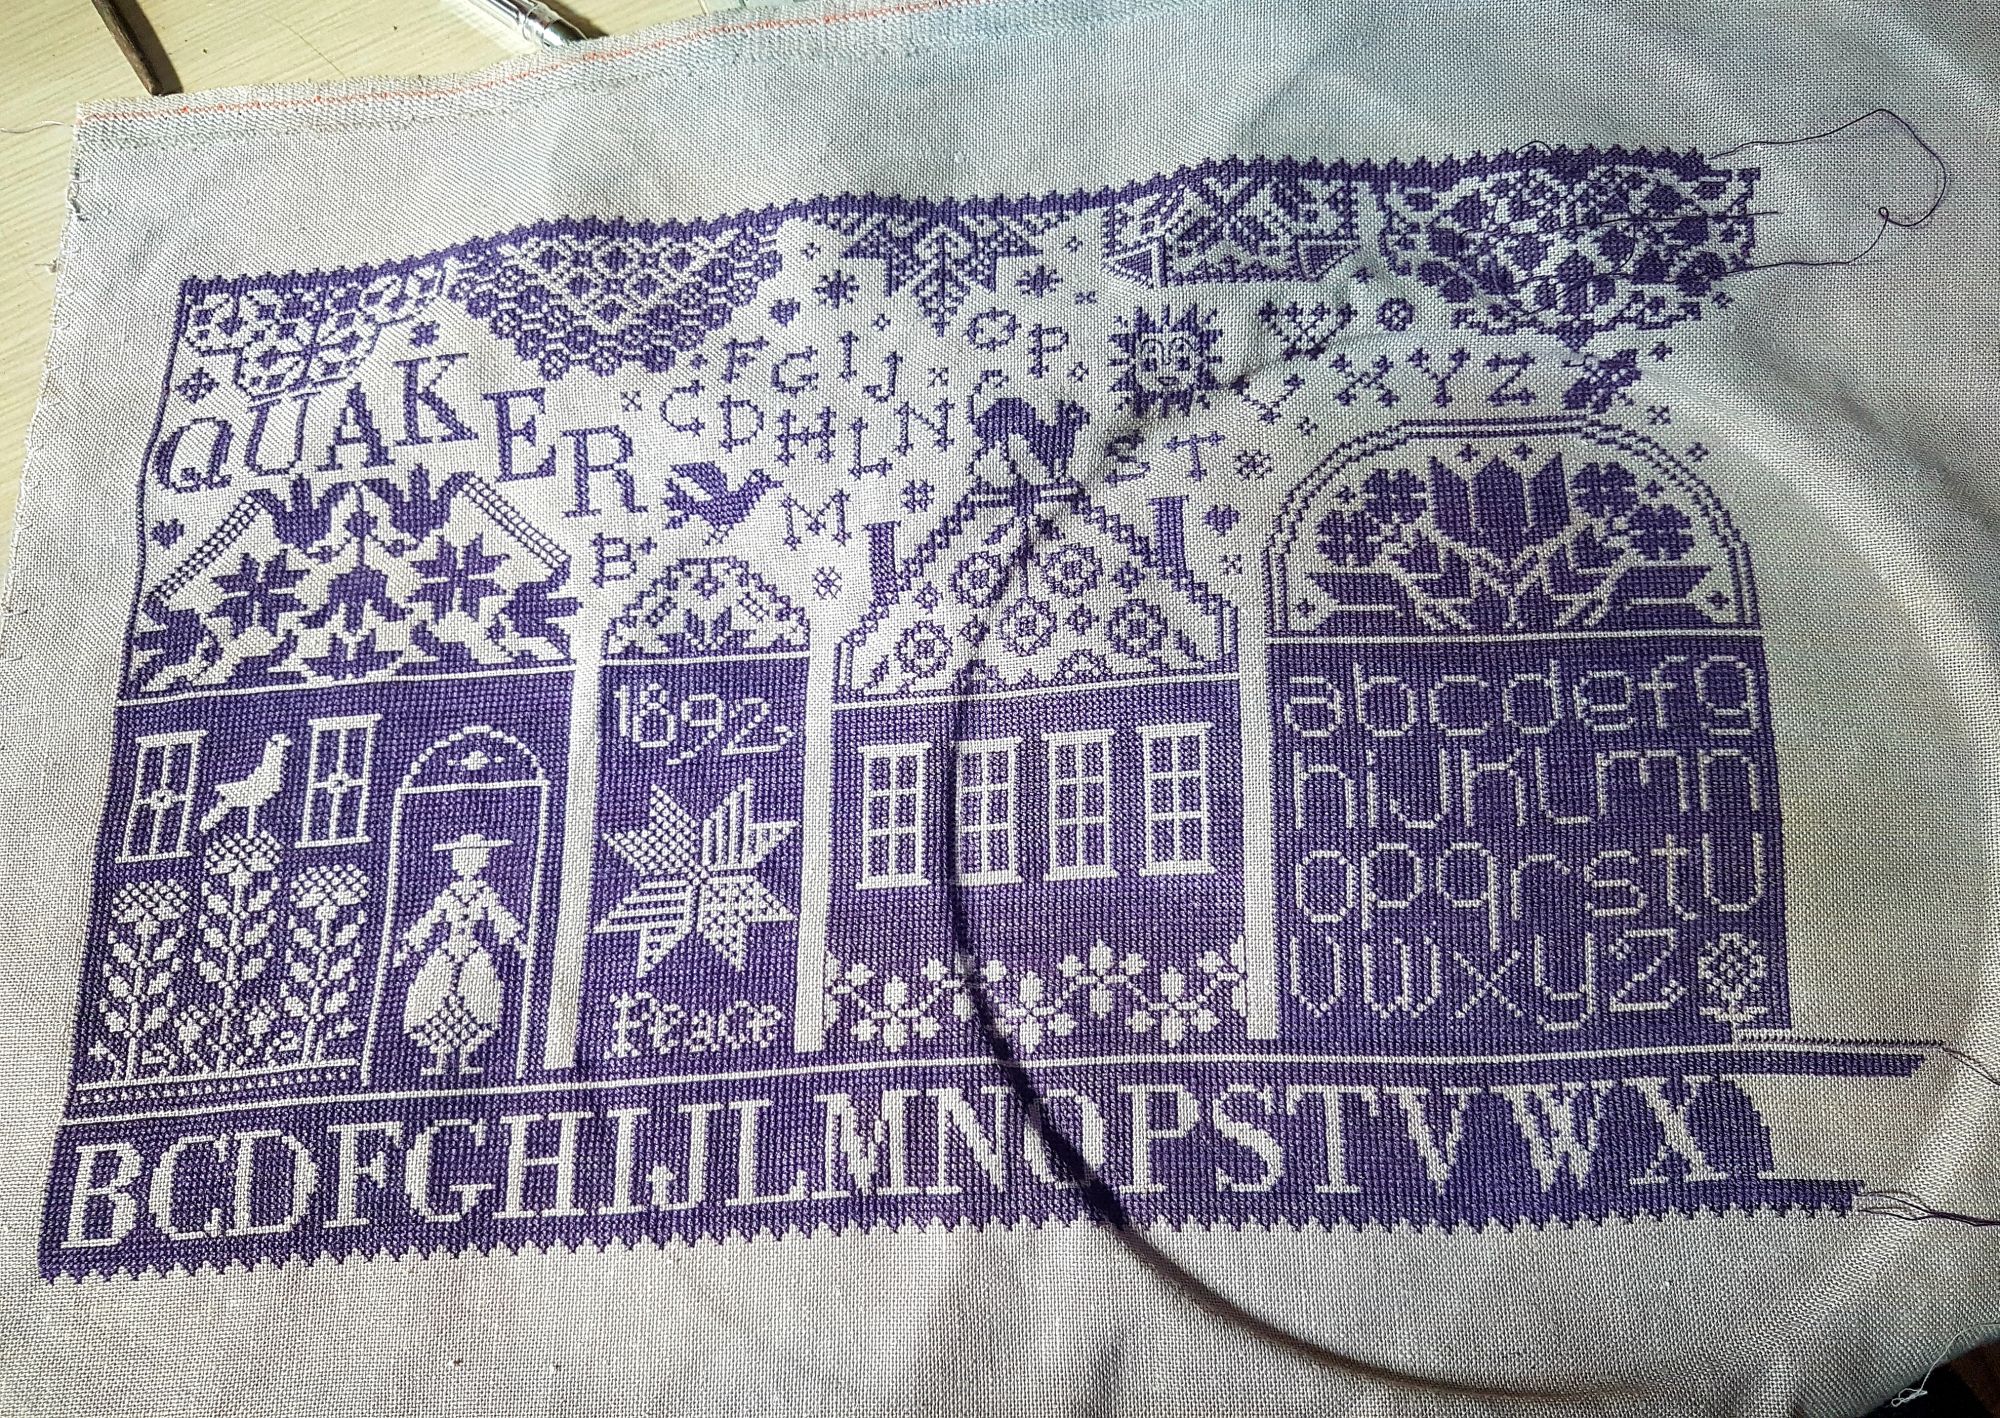 QUAKER
F G I J O P W
C D H L N S T V X Y Z
B M
1892
Peace
abcdefg
hijklmn
opqrstu
vwxyz
BCDFGHIJLMNOPSTVWX